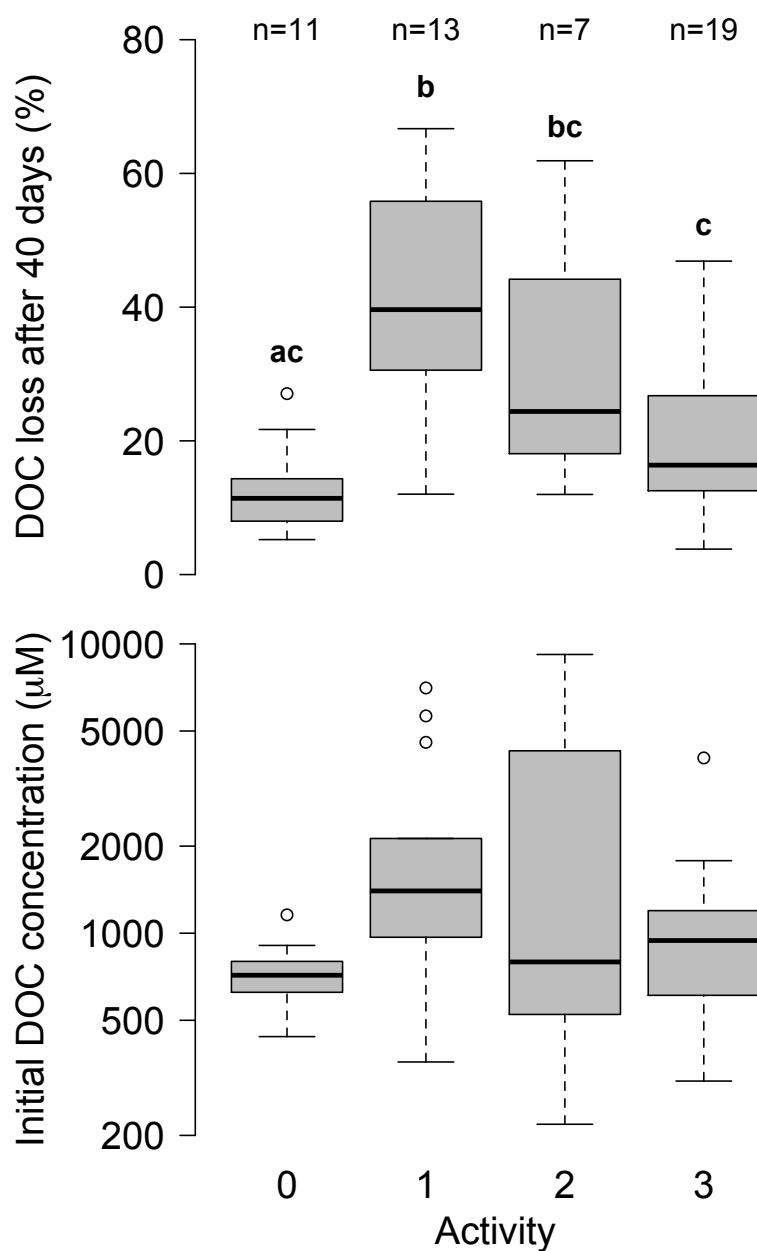 n=11 n=13 n=7 n=19
DOC loss after 40 days (%)
80
60
40
20
0
ac
b
bc
c
Initial DOC concentration (μM)
10000
5000
2000
1000
500
200
0 1 2 3
Activity